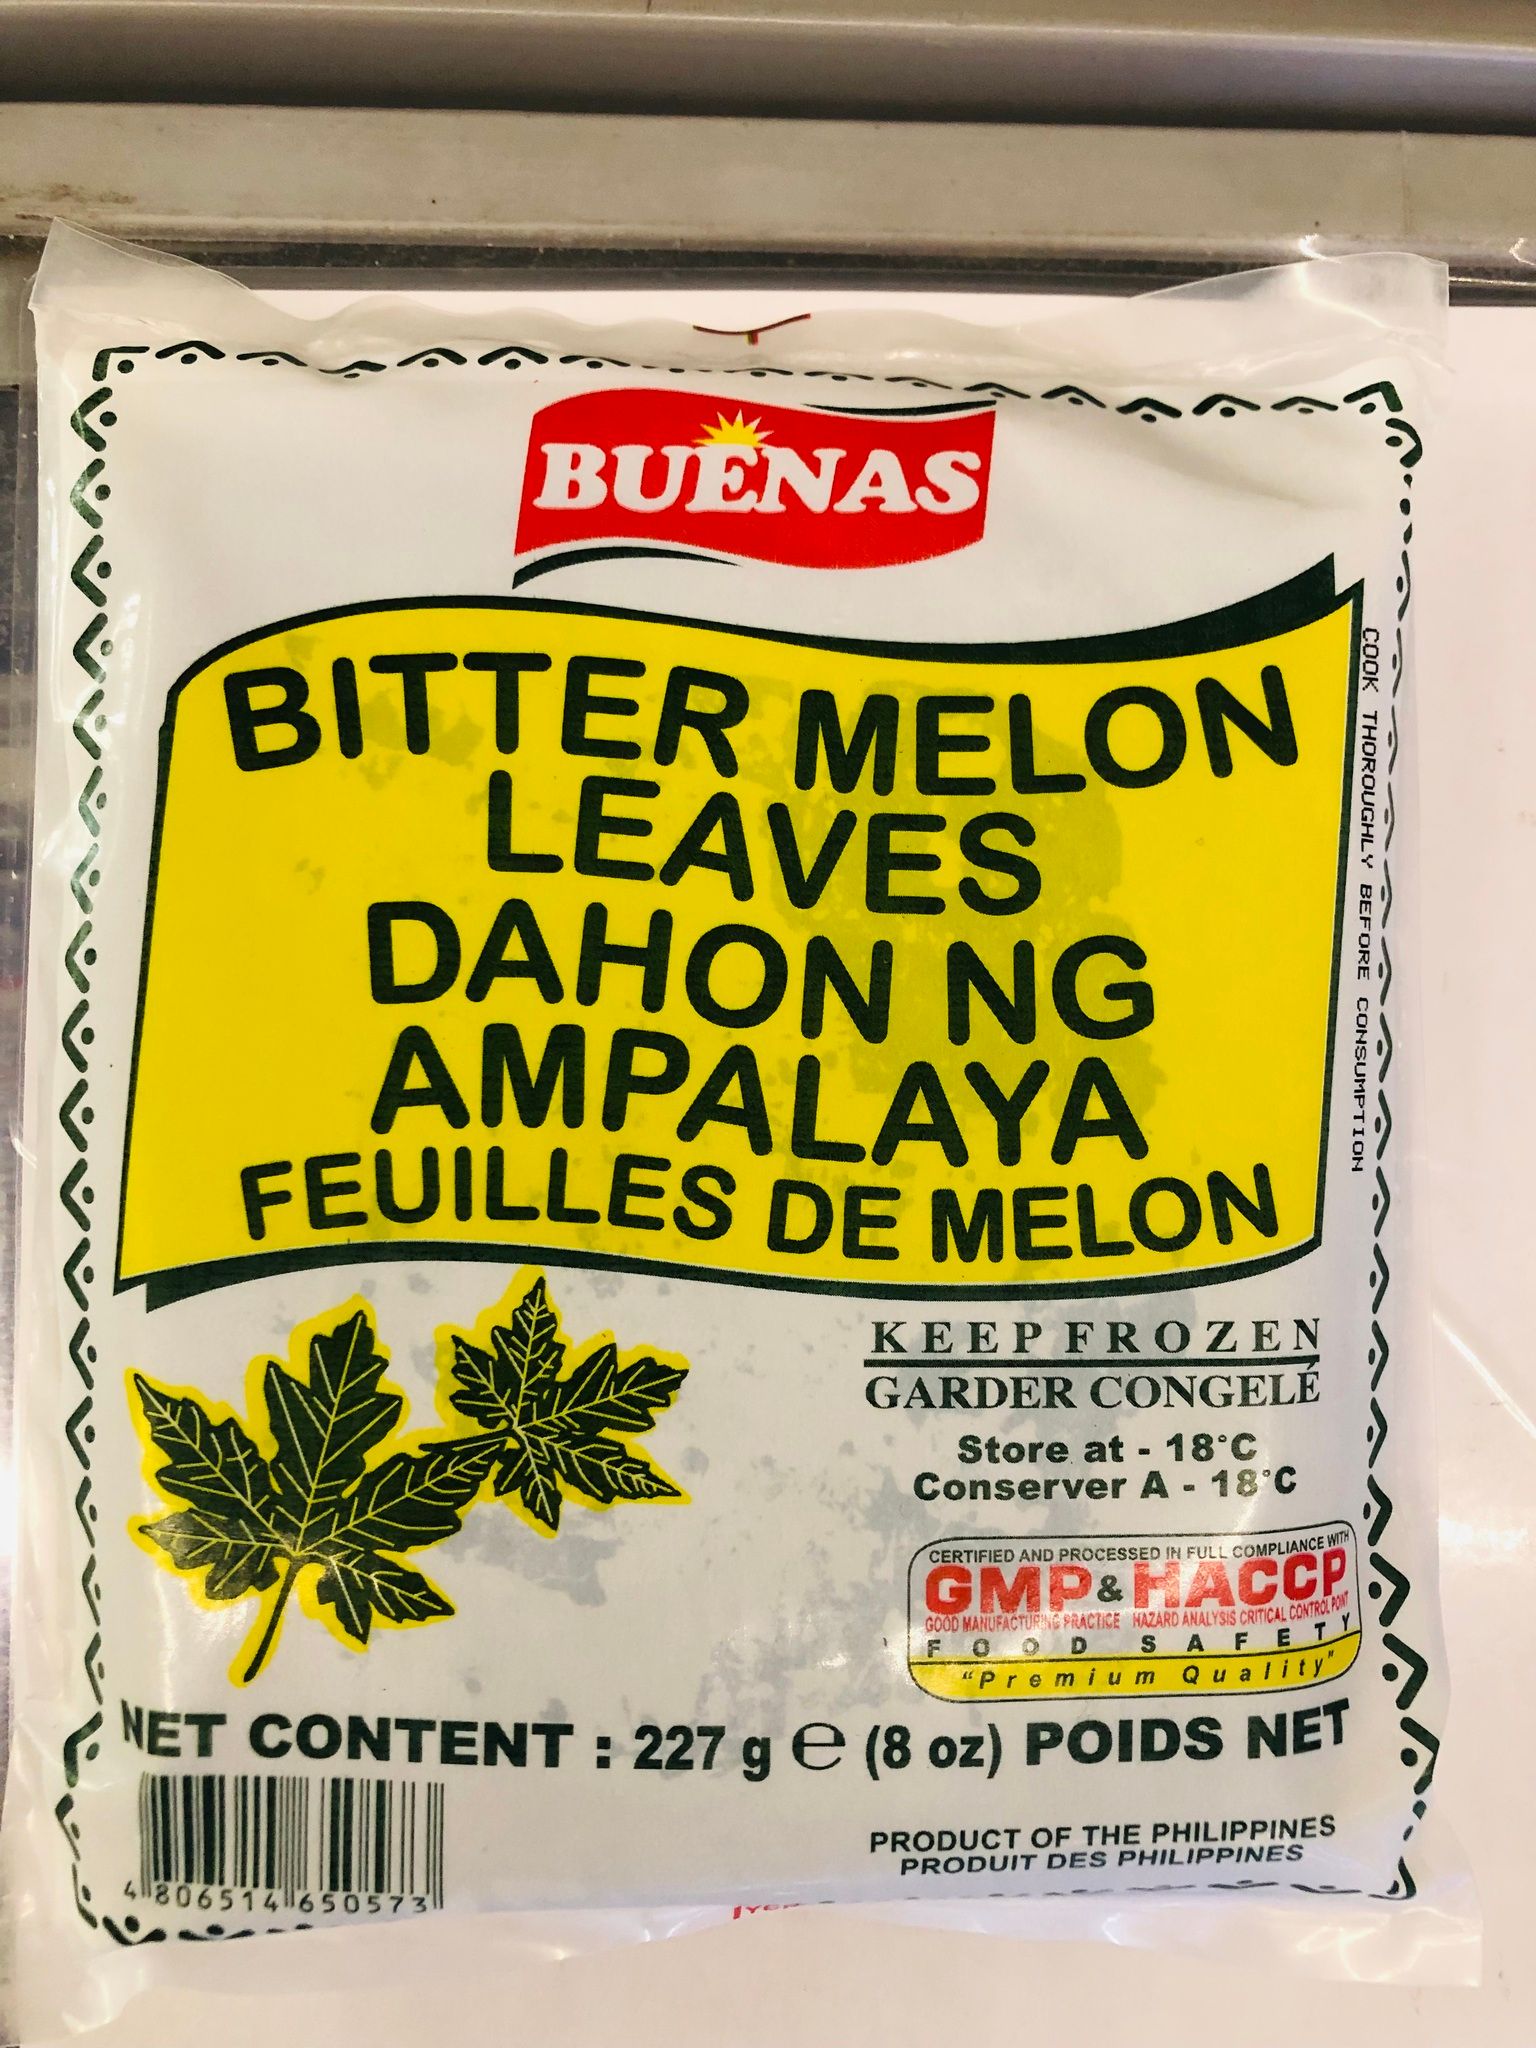 BUENAS
BITTER MELON
LEAVES
DAHON NG
AMPALAYA
FEUILLES DE MELON
COOK THOROUGHLY BEFORE CONSUMPTION
KEEP FROZEN
GARDER CONGELÉ
Store at - 18°C
Conserver A - 18°C
CERTIFIED AND PROCESSED IN FULL COMPLIANCE WITH
GMP & HACCP
GOOD MANUFACTURING PRACTICE HAZARD ANALYSIS CRITICAL CONTROL POINT
FOOD SAFETY
"Premium Quality"
NET CONTENT : 227 g ℮ (8 oz) POIDS NET
4 806514 650573
PRODUCT OF THE PHILIPPINES
PRODUIT DES PHILIPPINES